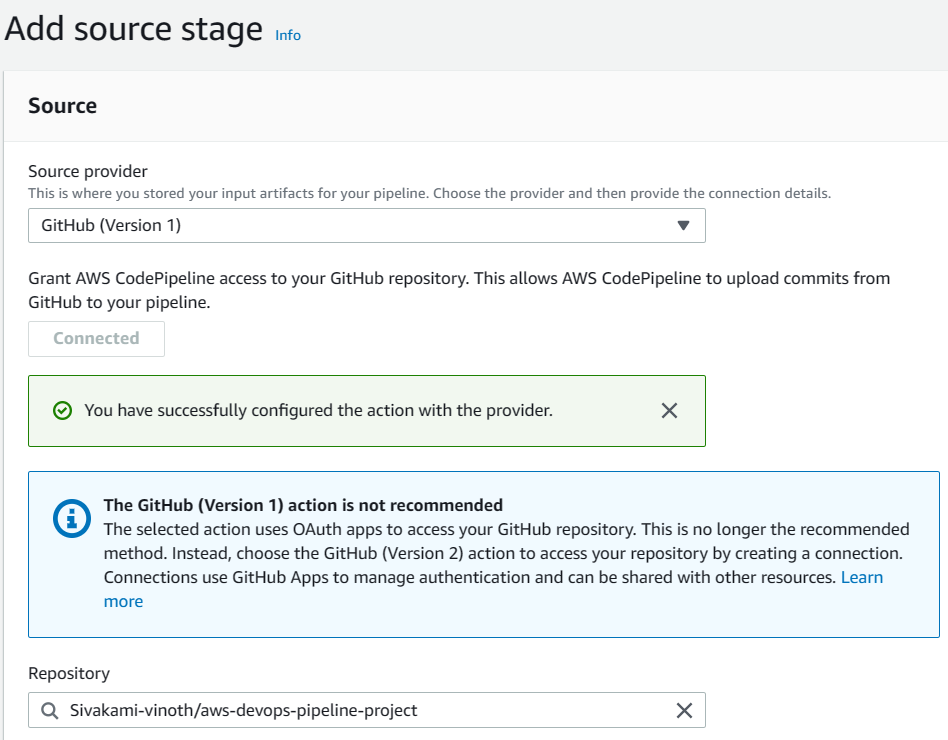 Add source stage Info
Source
Source provider
This is where you stored your input artifacts for your pipeline. Choose the provider and then provide the connection details.
GitHub (Version 1)
Grant AWS CodePipeline access to your GitHub repository. This allows AWS CodePipeline to upload commits from
GitHub to your pipeline.
Connected
You have successfully configured the action with the provider.
The GitHub (Version 1) action is not recommended
The selected action uses OAuth apps to access your GitHub repository. This is no longer the recommended
method. Instead, choose the GitHub (Version 2) action to access your repository by creating a connection.
Connections use GitHub Apps to manage authentication and can be shared with other resources. Learn
more
Repository
Sivakami-vinoth/aws-devops-pipeline-project